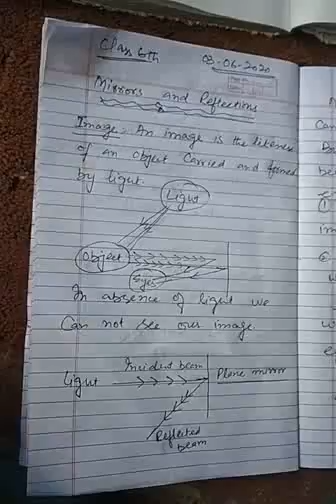 Class 6th
03-06-2020
Mirrors and Reflections
Image:- An image is the likeness
of an object Carried and formed
by light.
Light
Object
Eyes
In absence of light we
Can not see our image
Incident beam
Light
Plane mirror
Reflected
beam